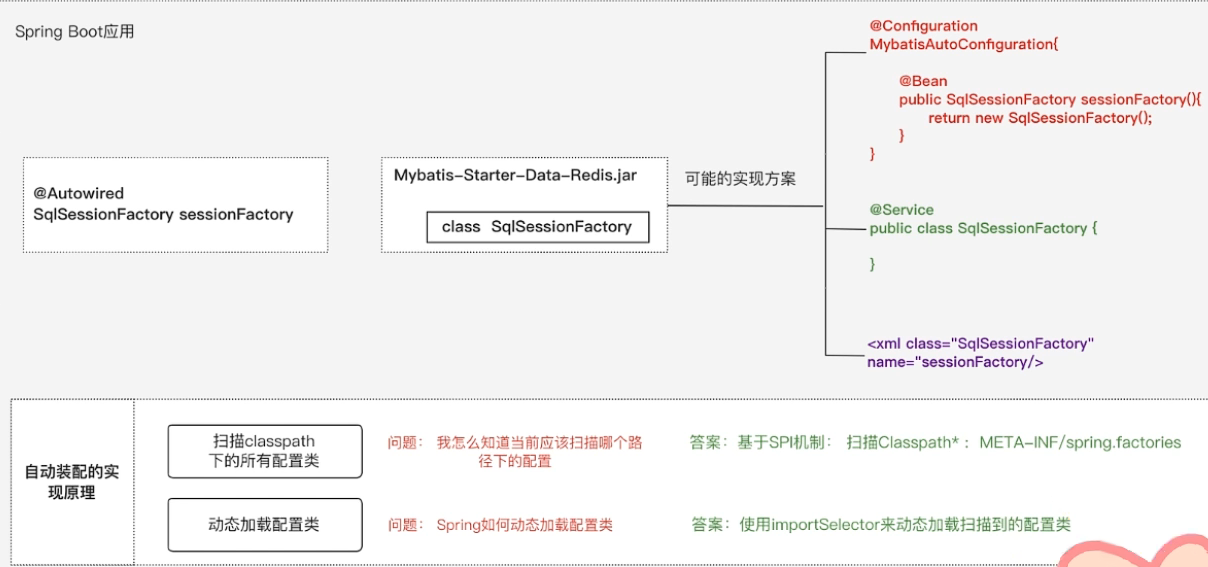 Spring Boot应用
@Autowired
SqlSessionFactory sessionFactory
Mybatis-Starter-Data-Redis.jar
class SqlSessionFactory
可能的实现方案
@Configuration
MybatisAutoConfiguration{
@Bean
public SqlSessionFactory sessionFactory(){
return new SqlSessionFactory();
}
}
@Service
public class SqlSessionFactory {
}
<xml class="SqlSessionFactory"
name="sessionFactory/>
自动装配的实
现原理
扫描classpath
下的所有配置类
问题： 我怎么知道当前应该扫描哪个路
径下的配置
答案：基于SPI机制： 扫描Classpath*： META-INF/spring.factories
动态加载配置类
问题： Spring如何动态加载配置类
答案：使用importSelector来动态加载扫描到的配置类